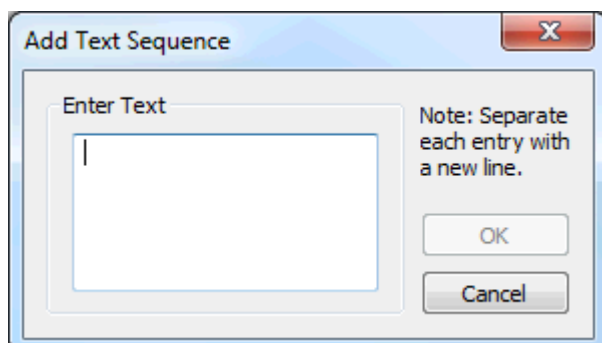 Add Text Sequence
Enter Text
Note: Separate
each entry with
a new line.
OK
Cancel